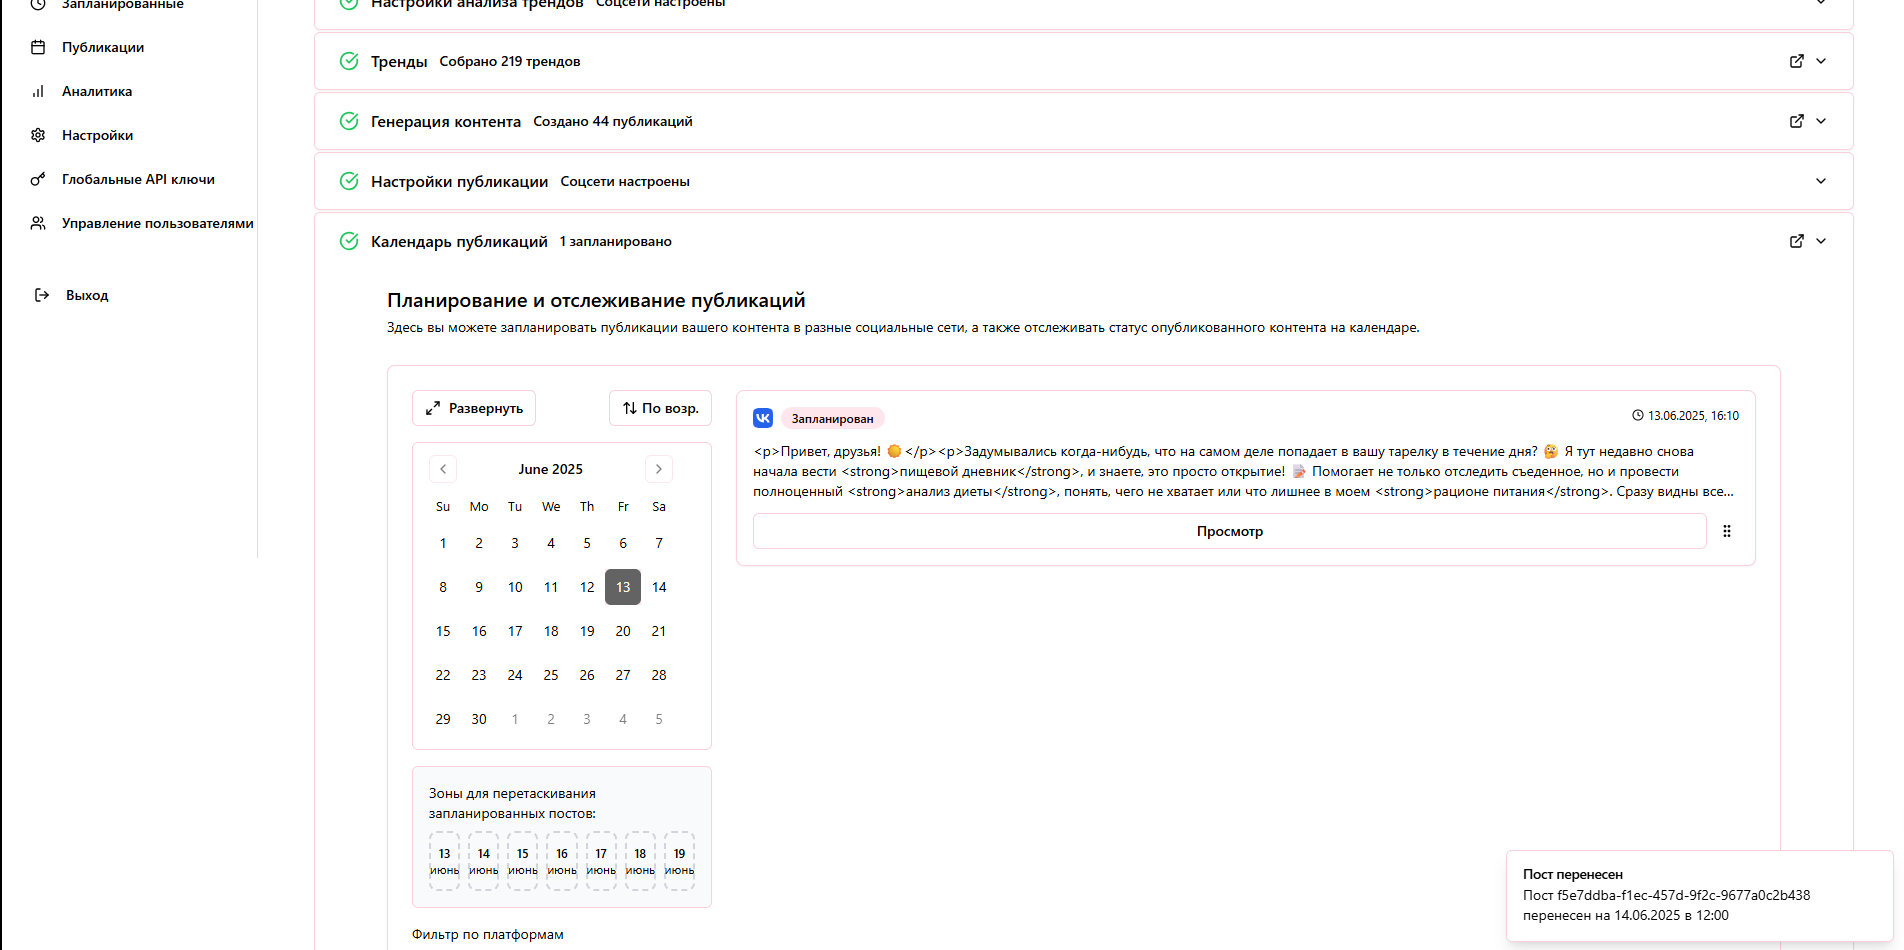 Запланированные
Публикации
Аналитика
Настройки
Глобальные API ключи
Управление пользователями
Выход
Настройки анализа трендов Соцсети настроены
Тренды Собрано 219 трендов
Генерация контента Создано 44 публикаций
Настройки публикации Соцсети настроены
Календарь публикаций 1 запланировано
Планирование и отслеживание публикаций
Здесь вы можете запланировать публикации вашего контента в разные социальные сети, а также отслеживать статус опубликованного контента на календаре.
Развернуть По возр.
June 2025
Su Mo Tu We Th Fr Sa
1 2 3 4 5 6 7
8 9 10 11 12 13 14
15 16 17 18 19 20 21
22 23 24 25 26 27 28
29 30 1 2 3 4 5
Зоны для перетаскивания
запланированных постов:
13 14 15 16 17 18 19
июнь июнь июнь июнь июнь июнь июнь
Фильтр по платформам
Запланирован 13.06.2025, 16:10
<p>Привет, друзья! 🌞 </p><p>Задумывались когда-нибудь, что на самом деле попадает в вашу тарелку в течение дня? 🤔 Я тут недавно снова
начала вести <strong>пищевой дневник</strong>, и знаете, это просто открытие! 📝 Помогает не только отследить съеденное, но и провести
полноценный <strong>анализ диеты</strong>, понять, чего не хватает или что лишнее в моем <strong>рационе питания</strong>. Сразу видны все...
Просмотр
Пост перенесен
Пост f5e7ddba-f1ec-457d-9f2c-9677a0c2b438
перенесен на 14.06.2025 в 12:00